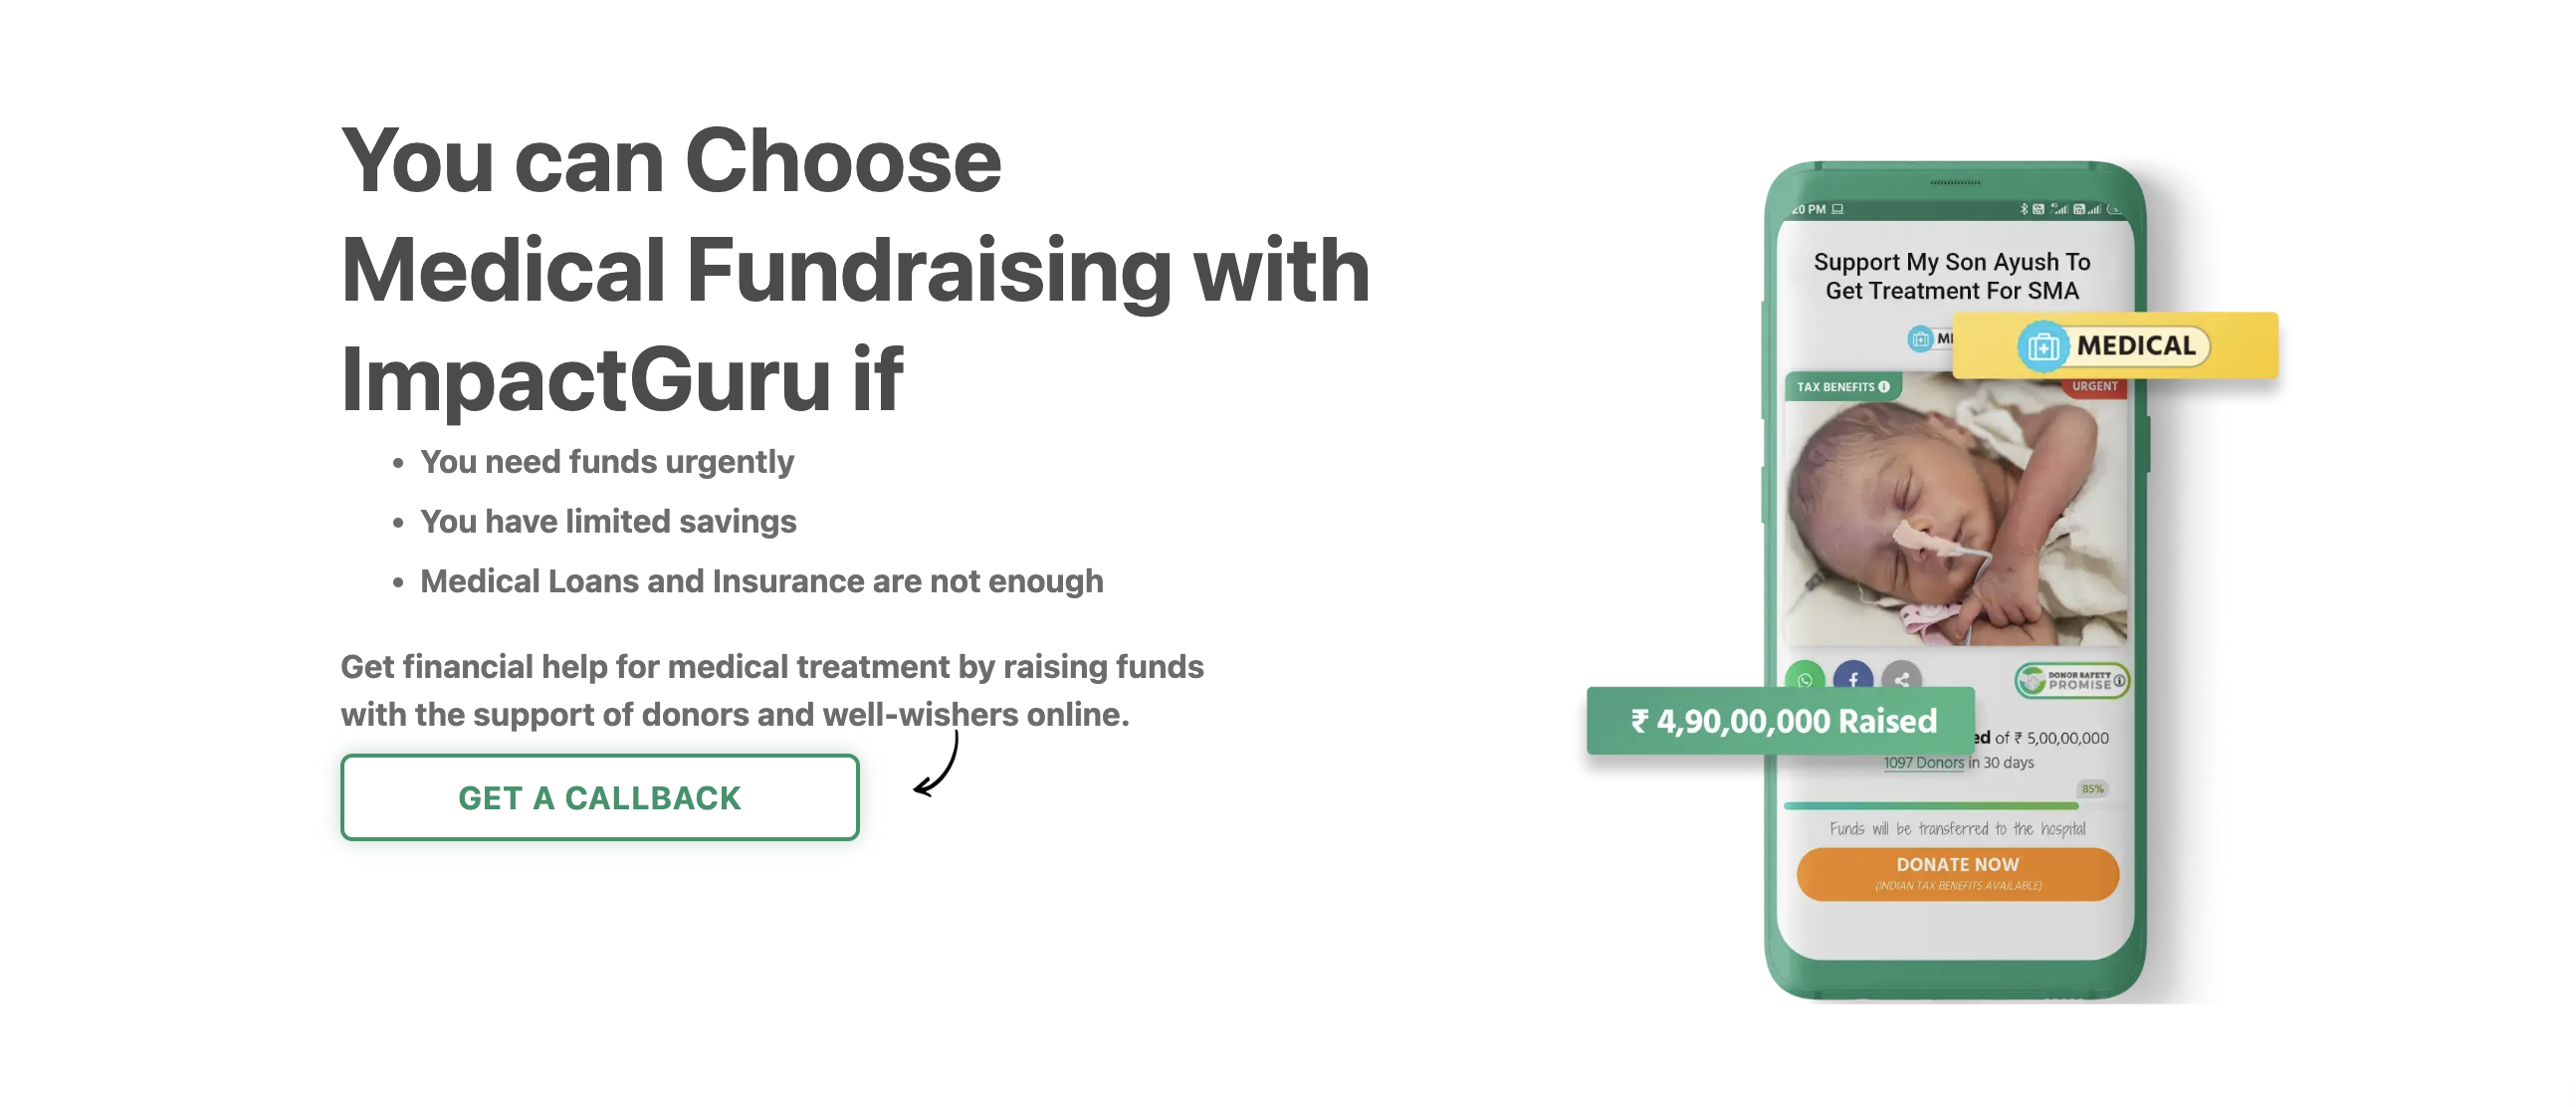 You can Choose
Medical Fundraising with
ImpactGuru if
• You need funds urgently
• You have limited savings
• Medical Loans and Insurance are not enough
Get financial help for medical treatment by raising funds
with the support of donors and well-wishers online.
GET A CALLBACK
20 PM
Support My Son Ayush To
Get Treatment For SMA
MEDICAL
TAX BENEFITS
URGENT
DONOR SAFETY
PROMISE
₹ 4,90,00,000 Raised
ed of ₹ 5,00,00,000
1097 Donors in 30 days
85%
Funds will be transferred to the hospital
DONATE NOW
(INDIAN TAX BENEFITS AVAILABLE)